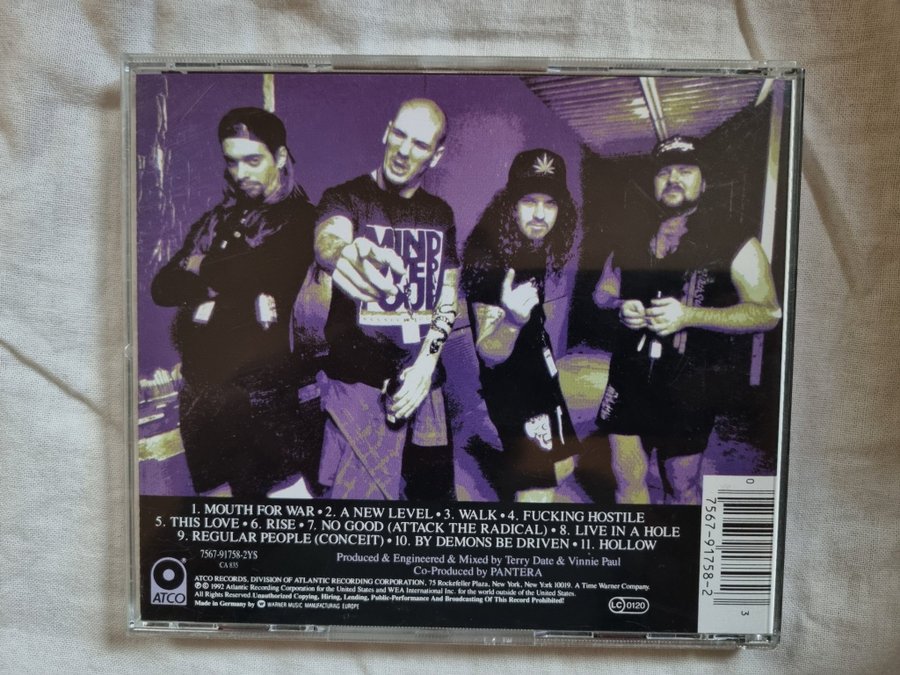 MIND
OVER
FOUR
1. MOUTH FOR WAR • 2. A NEW LEVEL • 3. WALK • 4. FUCKING HOSTILE
5. THIS LOVE • 6. RISE • 7. NO GOOD (ATTACK THE RADICAL) • 8. LIVE IN A HOLE
9. REGULAR PEOPLE (CONCEIT) • 10. BY DEMONS BE DRIVEN • 11. HOLLOW
7567-91758-2YS
CA 835
Produced & Engineered & Mixed by Terry Date & Vinnie Paul
Co-Produced by PANTERA
ATCO
ATCO RECORDS, DIVISION OF ATLANTIC RECORDING CORPORATION, 75 Rockefeller Plaza, New York, New York 10019. A Time Warner Company.
℗ © 1992 Atlantic Recording Corporation for the United States and WEA International Inc. for the world outside of the United States.
All Rights Reserved Unauthorized Copying, Hiring, Lending, Public-Performance And Broadcasting Of This Record Prohibited!
Made in Germany by WARNER MUSIC MANUFACTURING EUROPE
LC 0120
0
7567-91758-2
3